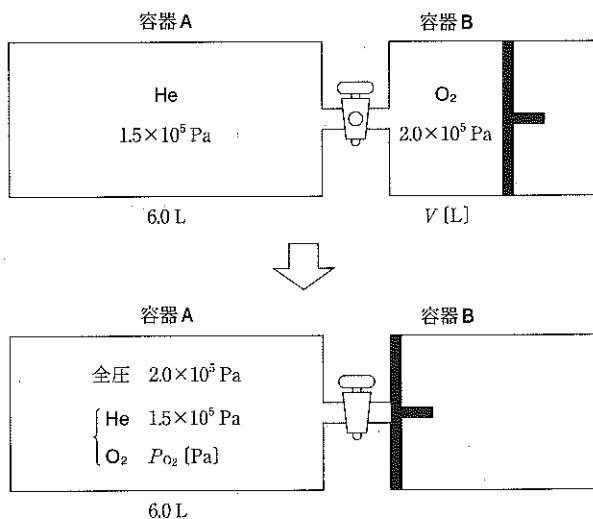 容器A 容器B
He O₂
1.5×10⁵ Pa 2.0×10⁵ Pa
6.0 L V〔L〕
容器A 容器B
全圧 2.0×10⁵ Pa
He 1.5×10⁵ Pa
O₂ P_O₂〔Pa〕
6.0 L